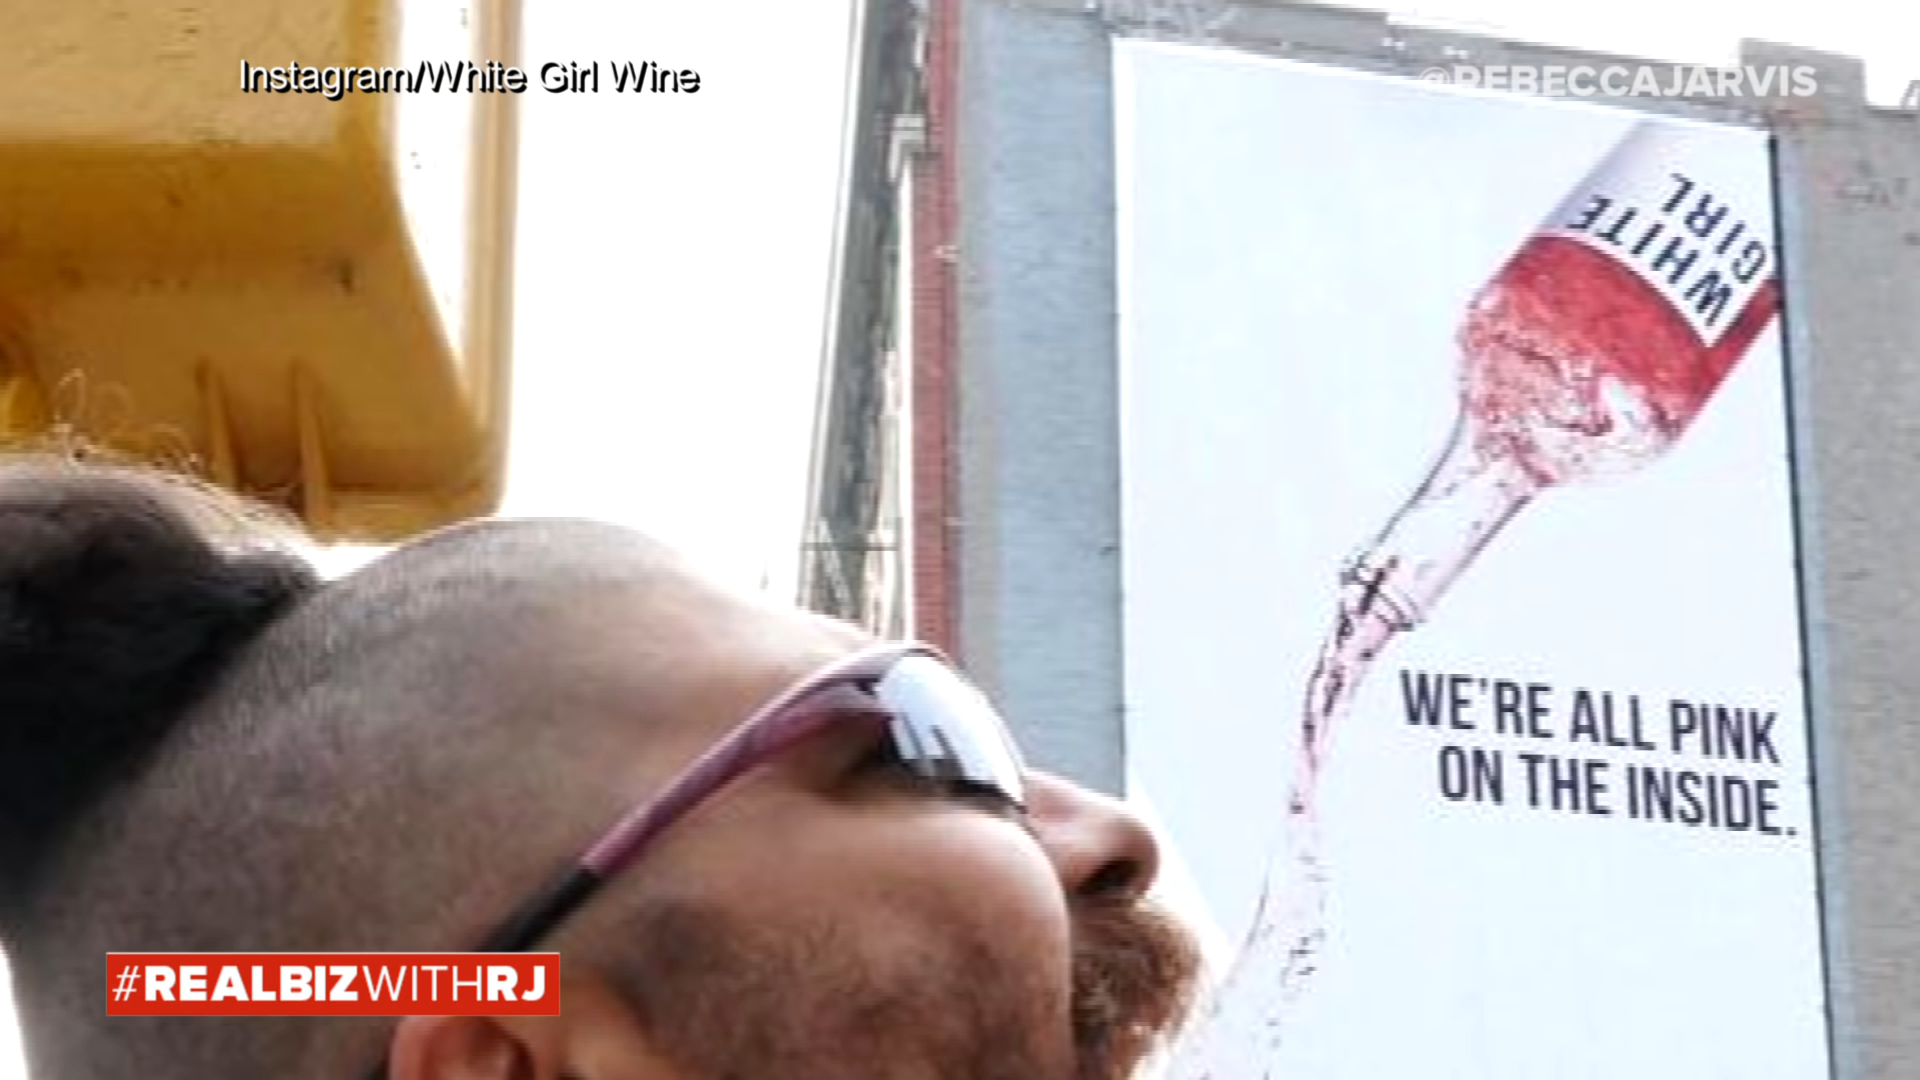 Instagram/White Girl Wine
@REBECCAJARVIS
WHITE
GIRL
WE'RE ALL PINK
ON THE INSIDE.
#REALBIZWITHRJ